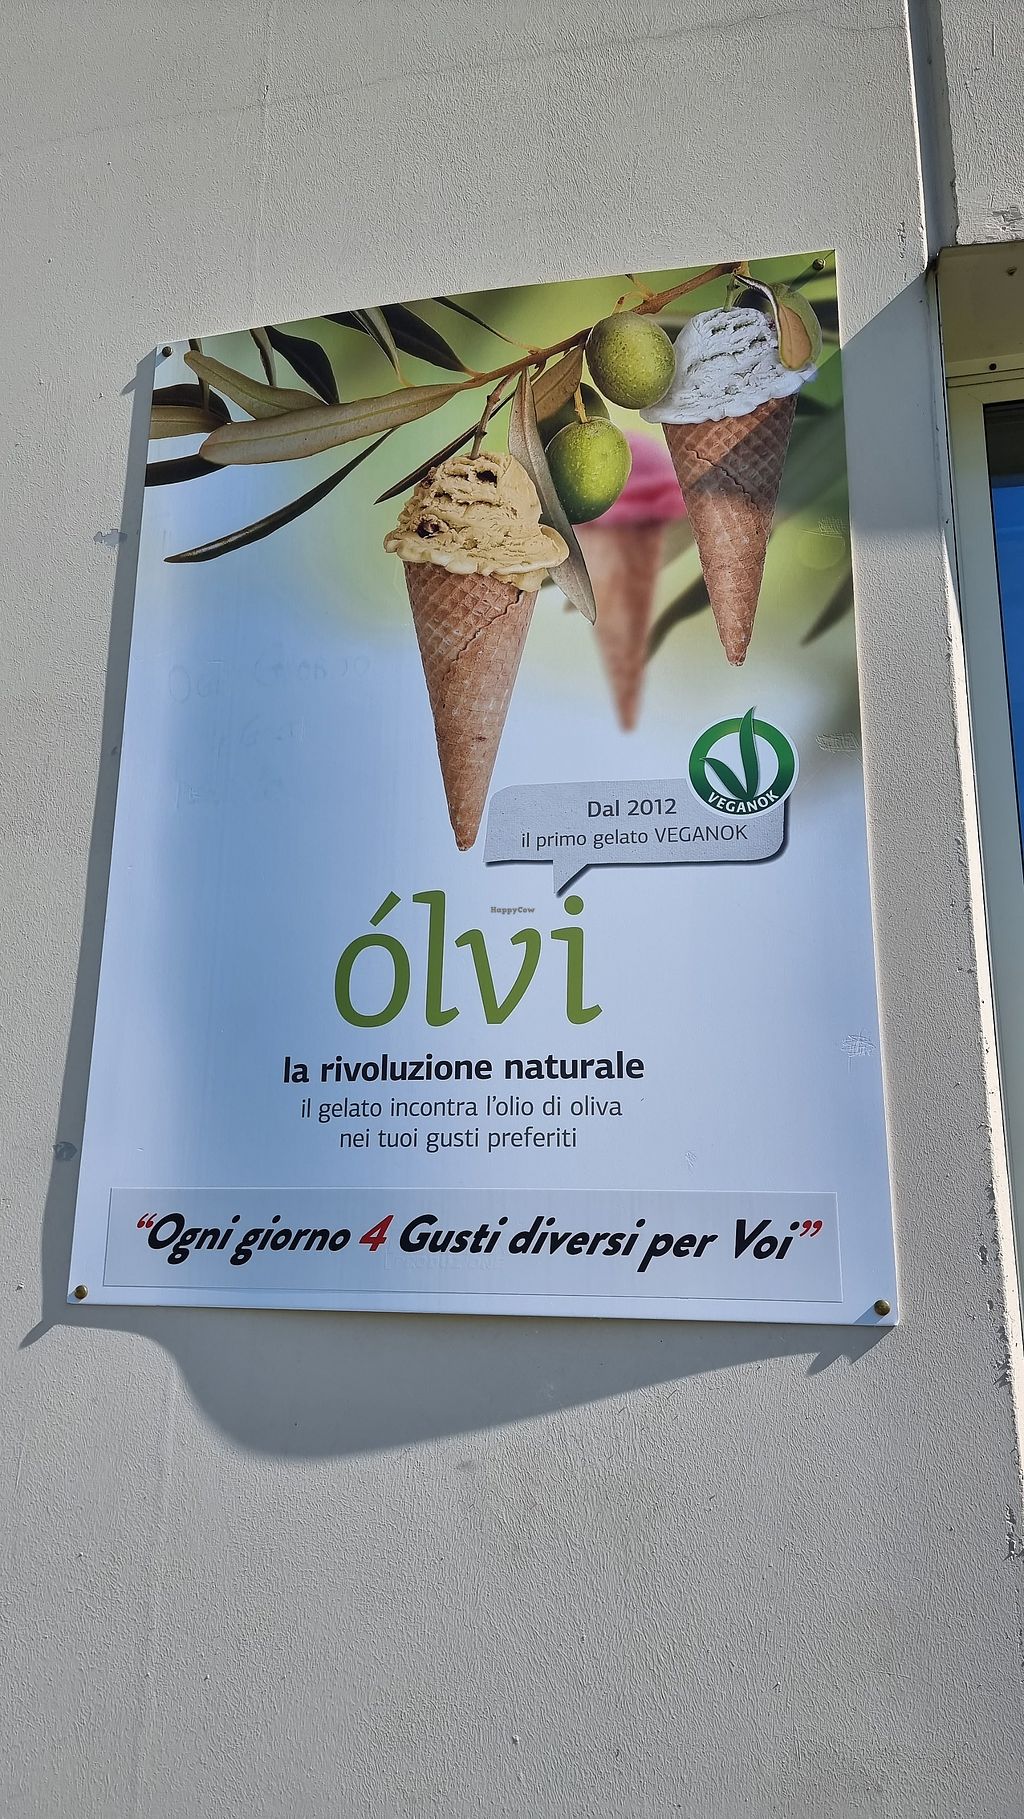 VEGANOK
Dal 2012
il primo gelato VEGANOK
HappyCow
ólvi
la rivoluzione naturale
il gelato incontra l'olio di oliva
nei tuoi gusti preferiti
“Ogni giorno 4 Gusti diversi per Voi”